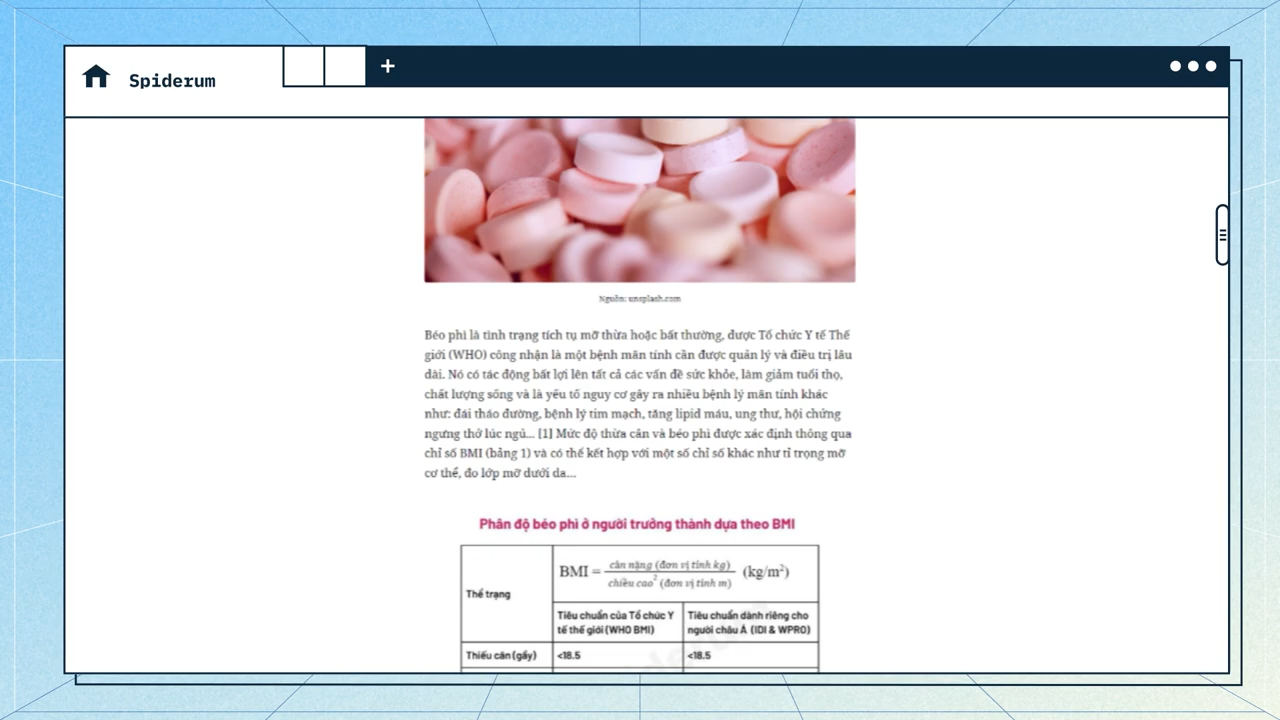 Spiderum
Nguồn: unsplash.com
Béo phì là tình trạng tích tụ mỡ thừa hoặc bất thường, được Tổ chức Y tế Thế
giới (WHO) công nhận là một bệnh mãn tính cần được quản lý và điều trị lâu
dài. Nó có tác động bất lợi lên tất cả các vấn đề sức khỏe, làm giảm tuổi thọ,
chất lượng sống và là yếu tố nguy cơ gây ra nhiều bệnh lý mãn tính khác
như: đái tháo đường, bệnh lý tim mạch, tăng lipid máu, ung thư, hội chứng
ngưng thở lúc ngủ... [1] Mức độ thừa cân và béo phì được xác định thông qua
chỉ số BMI (bảng 1) và có thể kết hợp với một số chỉ số khác như tỉ trọng mỡ
cơ thể, đo lớp mỡ dưới da...
Phân độ béo phì ở người trưởng thành dựa theo BMI
Thể trạng
BMI = cân nặng (đơn vị tính kg) / chiều cao² (đơn vị tính m) (kg/m²)
Tiêu chuẩn của Tổ chức Y
tế thế giới (WHO BMI)
Tiêu chuẩn dành riêng cho
người châu Á (IDI & WPRO)
Thiếu cân (gầy)
<18.5
<18.5